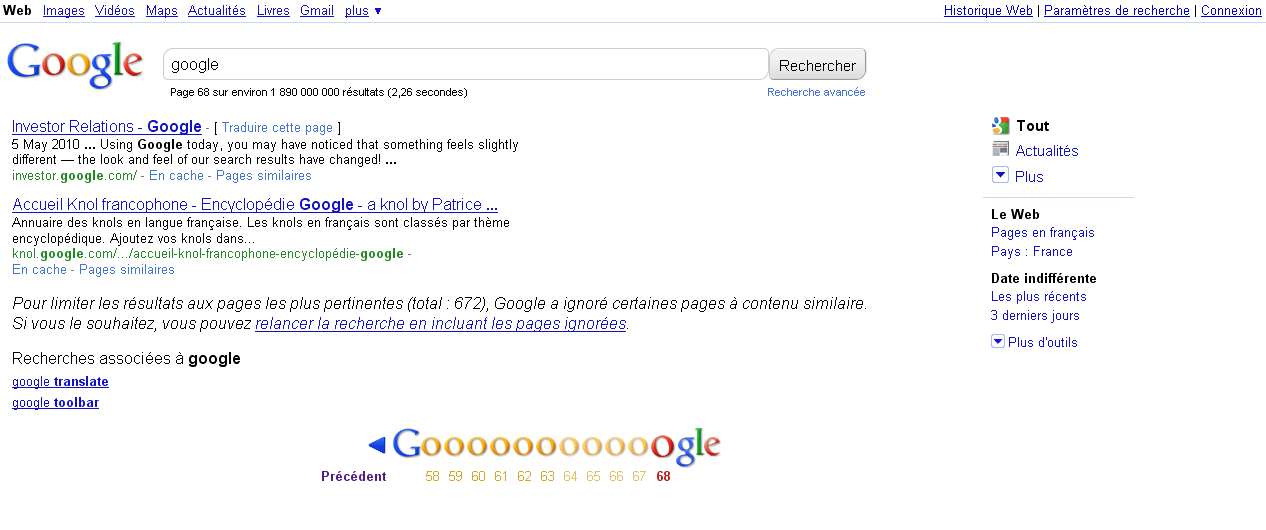 Web Images Vidéos Maps Actualités Livres Gmail plus ▼ Historique Web | Paramètres de recherche | Connexion
Google
google
Rechercher
Page 68 sur environ 1 890 000 000 résultats (2,26 secondes)
Recherche avancée
Investor Relations - Google - [ Traduire cette page ]
5 May 2010 ... Using Google today, you may have noticed that something feels slightly
different — the look and feel of our search results have changed! ...
investor.google.com/ - En cache - Pages similaires
Accueil Knol francophone - Encyclopédie Google - a knol by Patrice ...
Annuaire des knols en langue française. Les knols en français sont classés par thème
encyclopédique. Ajoutez vos knols dans...
knol.google.com/.../accueil-knol-francophone-encyclopédie-google -
En cache - Pages similaires
Pour limiter les résultats aux pages les plus pertinentes (total : 672), Google a ignoré certaines pages à contenu similaire.
Si vous le souhaitez, vous pouvez relancer la recherche en incluant les pages ignorées.
Recherches associées à google
google translate
google toolbar
Tout
Actualités
Plus
Le Web
Pages en français
Pays : France
Date indifférente
Les plus récents
3 derniers jours
Plus d'outils
Gooooooooooogle
Précédent 58 59 60 61 62 63 64 65 66 67 68